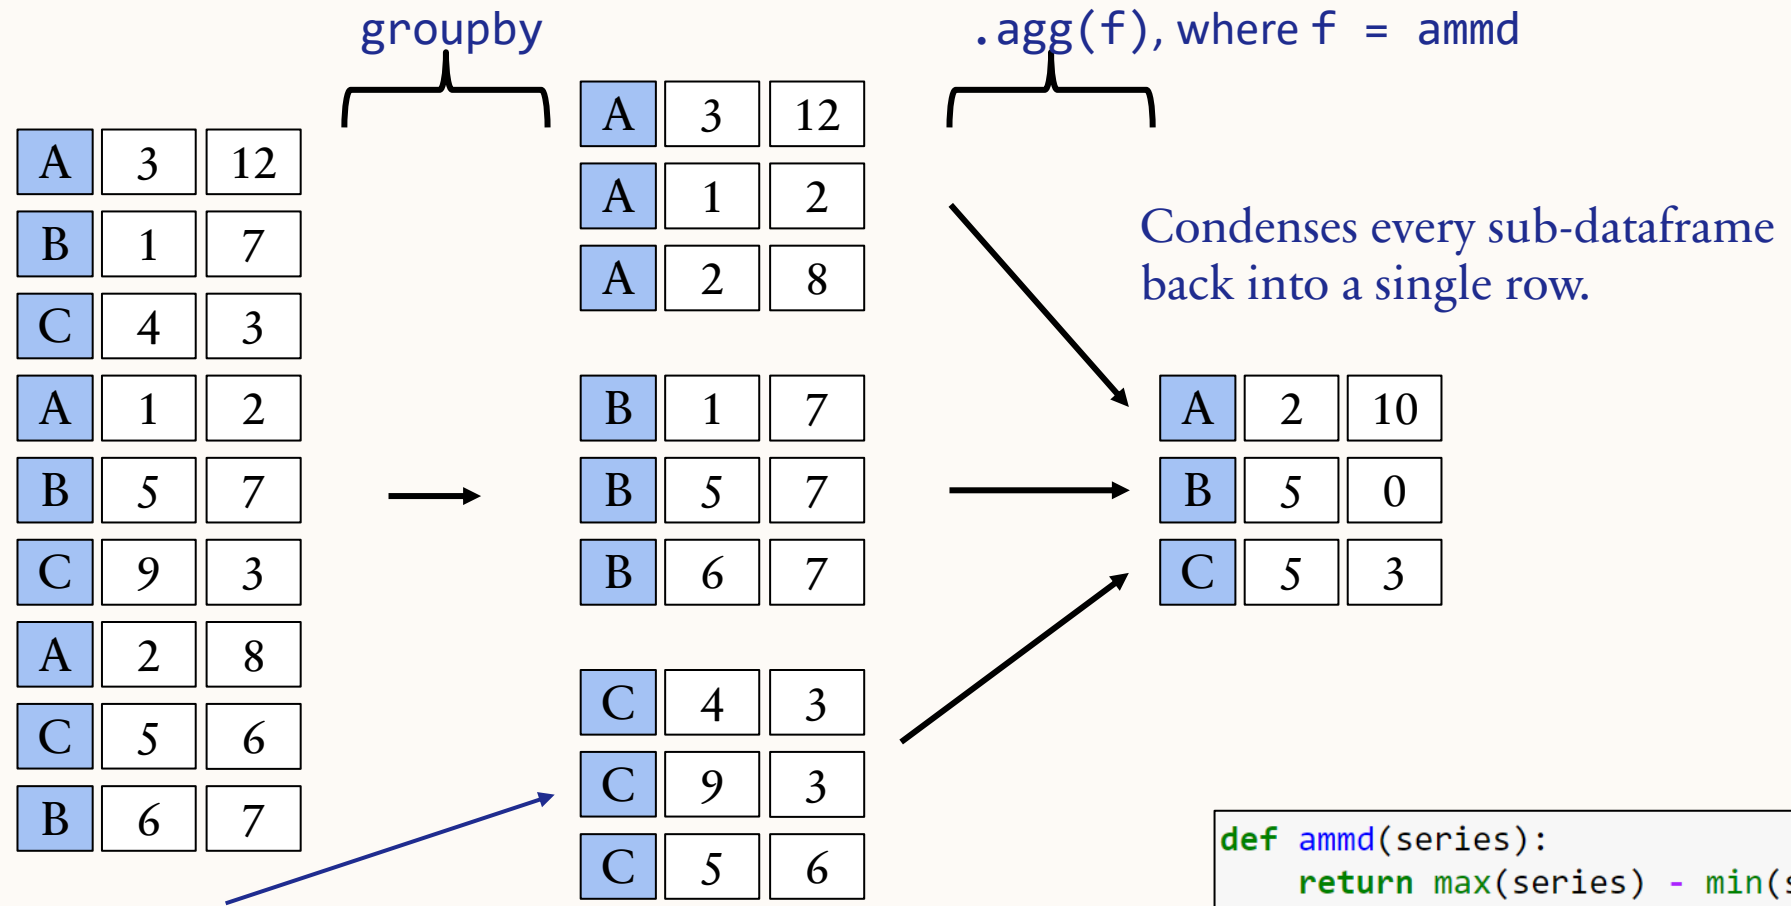 groupby
.agg(f), where f = ammd
A 3 12
B 1 7
C 4 3
A 1 2
B 5 7
C 9 3
A 2 8
C 5 6
B 6 7
A 3 12
A 1 2
A 2 8
B 1 7
B 5 7
B 6 7
C 4 3
C 9 3
C 5 6
Condenses every sub-dataframe
back into a single row.
A 2 10
B 5 0
C 5 3
def ammd(series):
return max(series) - min(s